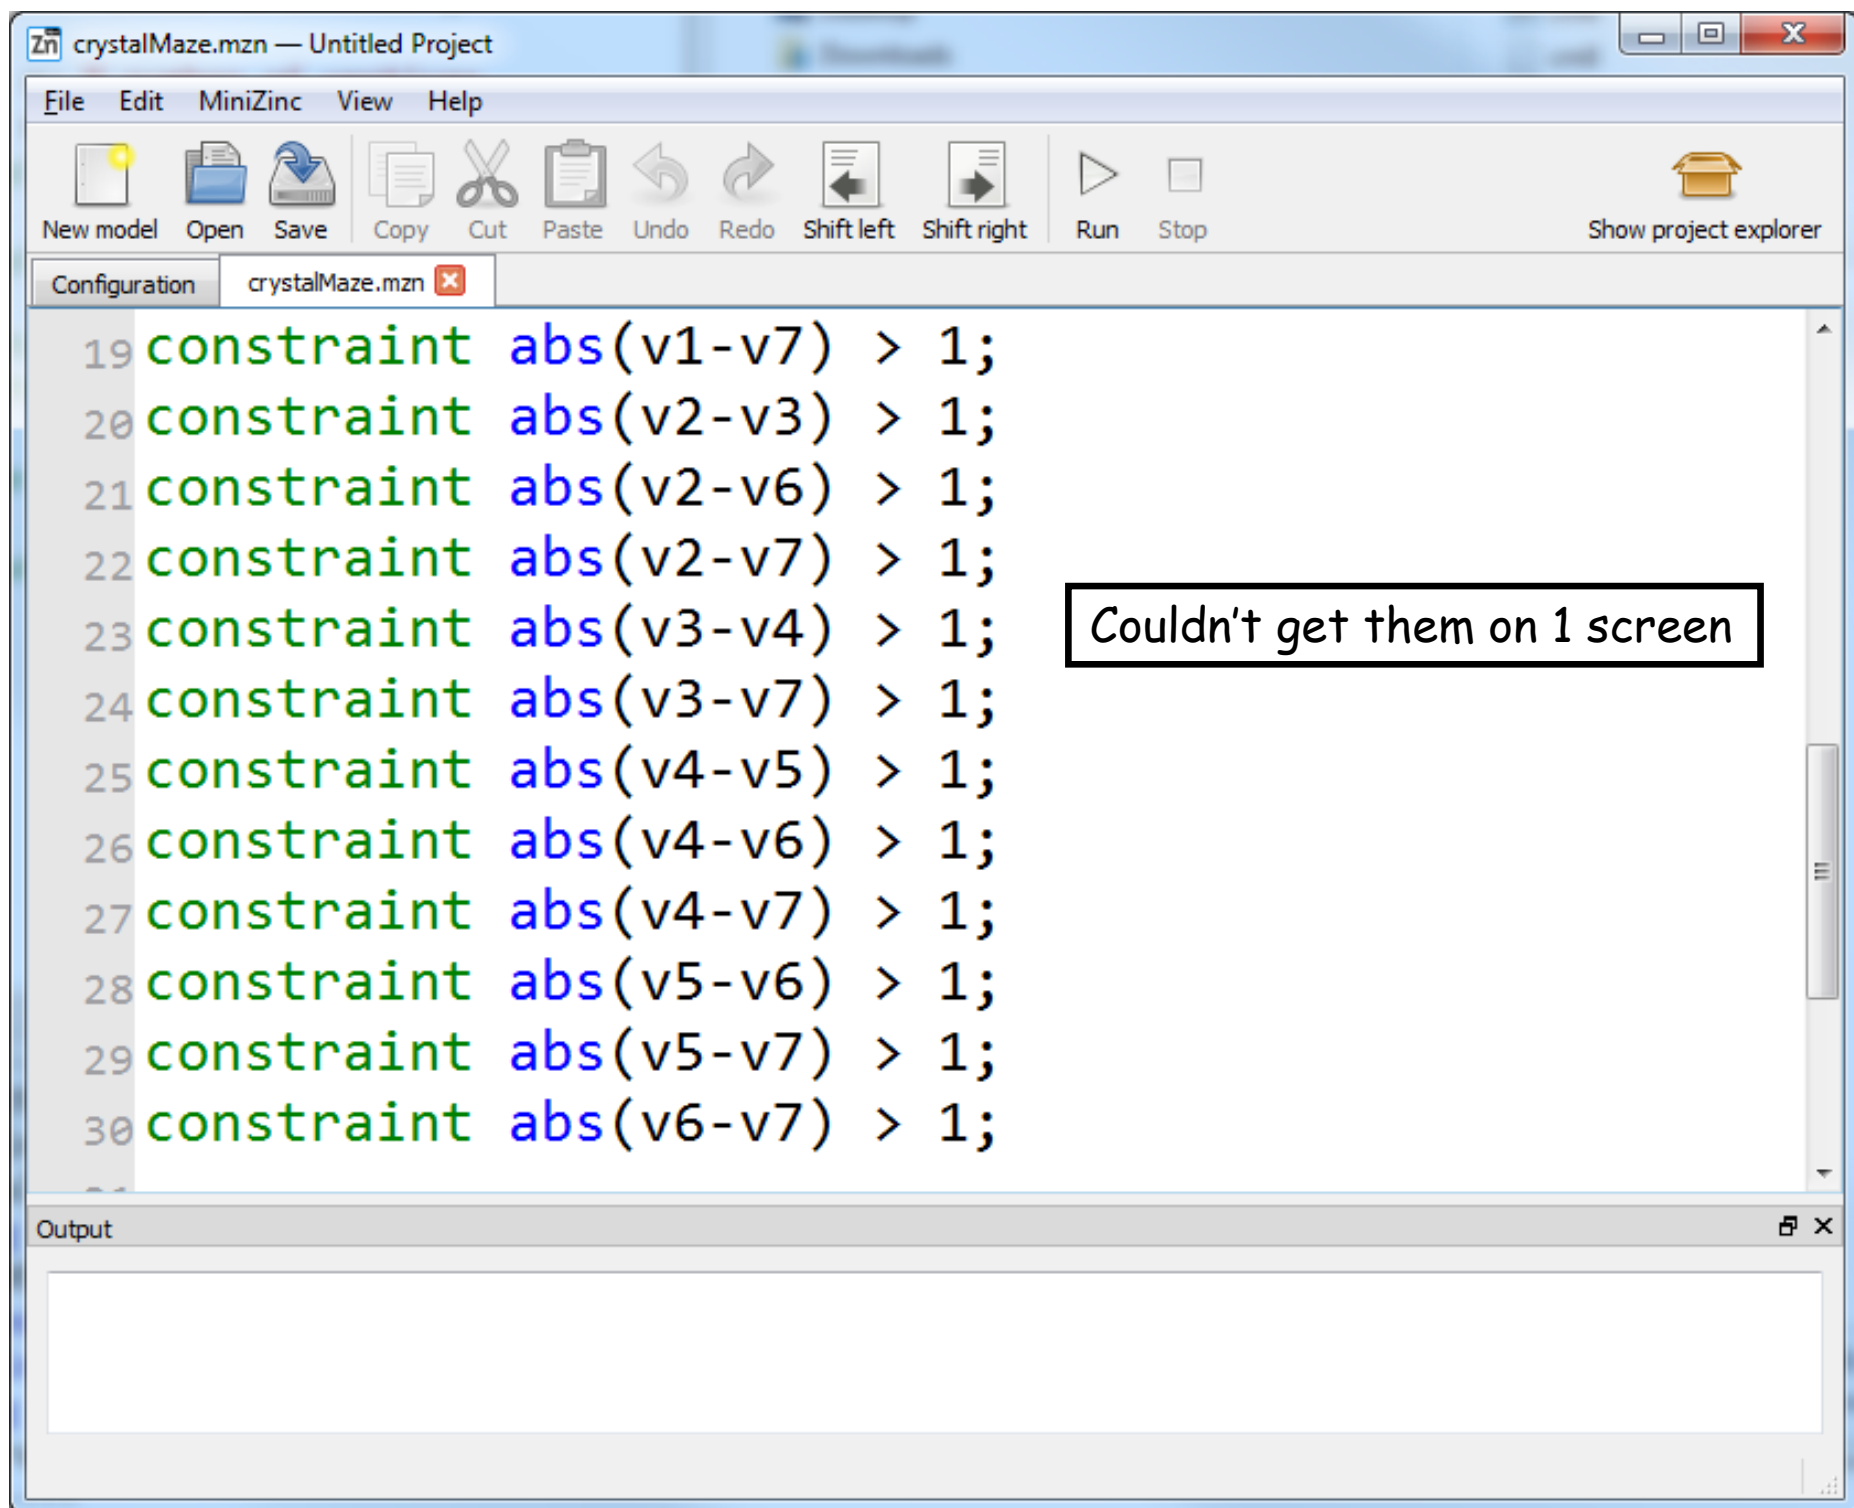 Zn crystalMaze.mzn — Untitled Project
File Edit MiniZinc View Help
New model Open Save Copy Cut Paste Undo Redo Shift left Shift right Run Stop Show project explorer
Configuration crystalMaze.mzn
19 constraint abs(v1-v7) > 1;
20 constraint abs(v2-v3) > 1;
21 constraint abs(v2-v6) > 1;
22 constraint abs(v2-v7) > 1;
23 constraint abs(v3-v4) > 1;
Couldn't get them on 1 screen
24 constraint abs(v3-v7) > 1;
25 constraint abs(v4-v5) > 1;
26 constraint abs(v4-v6) > 1;
27 constraint abs(v4-v7) > 1;
28 constraint abs(v5-v6) > 1;
29 constraint abs(v5-v7) > 1;
30 constraint abs(v6-v7) > 1;
Output